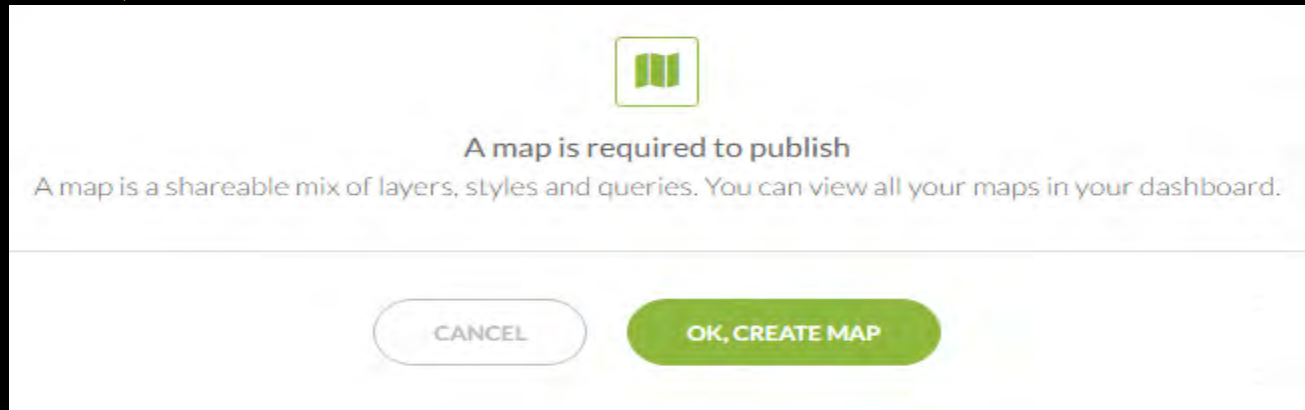 A map is required to publish
A map is a shareable mix of layers, styles and queries. You can view all your maps in your dashboard.
CANCEL
OK, CREATE MAP